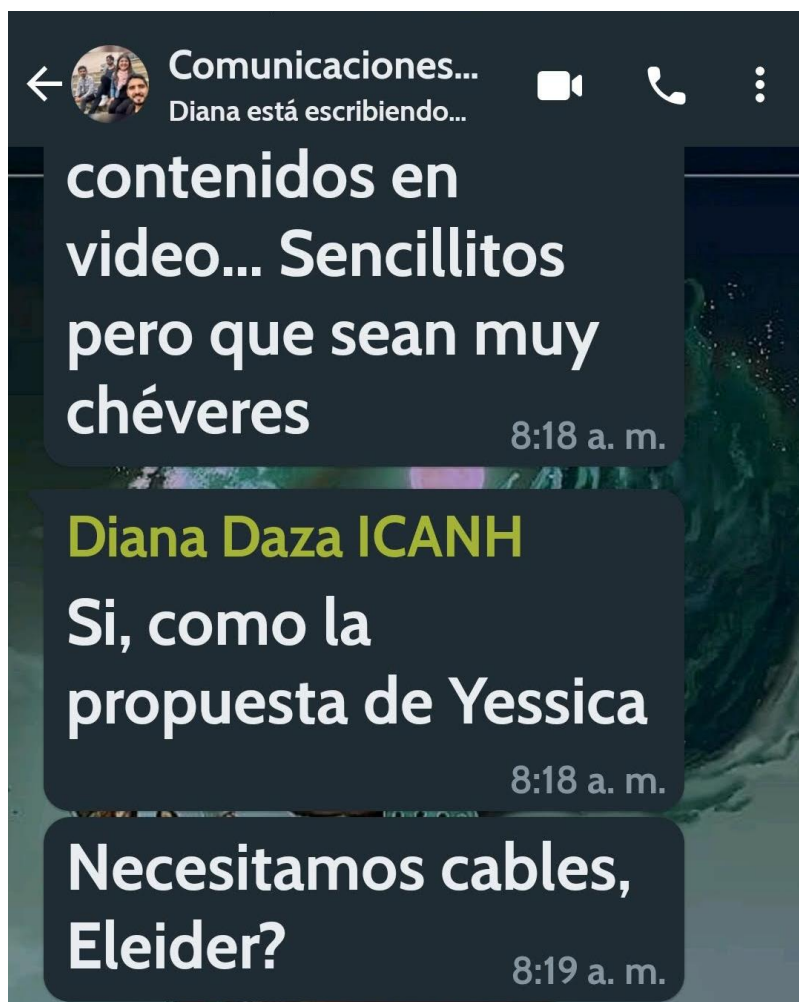 Comunicaciones...
Diana está escribiendo...
contenidos en
video... Sencillitos
pero que sean muy
chéveres
8:18 a. m.
Diana Daza ICANH
Si, como la
propuesta de Yessica
8:18 a. m.
Necesitamos cables,
Eleider?
8:19 a. m.